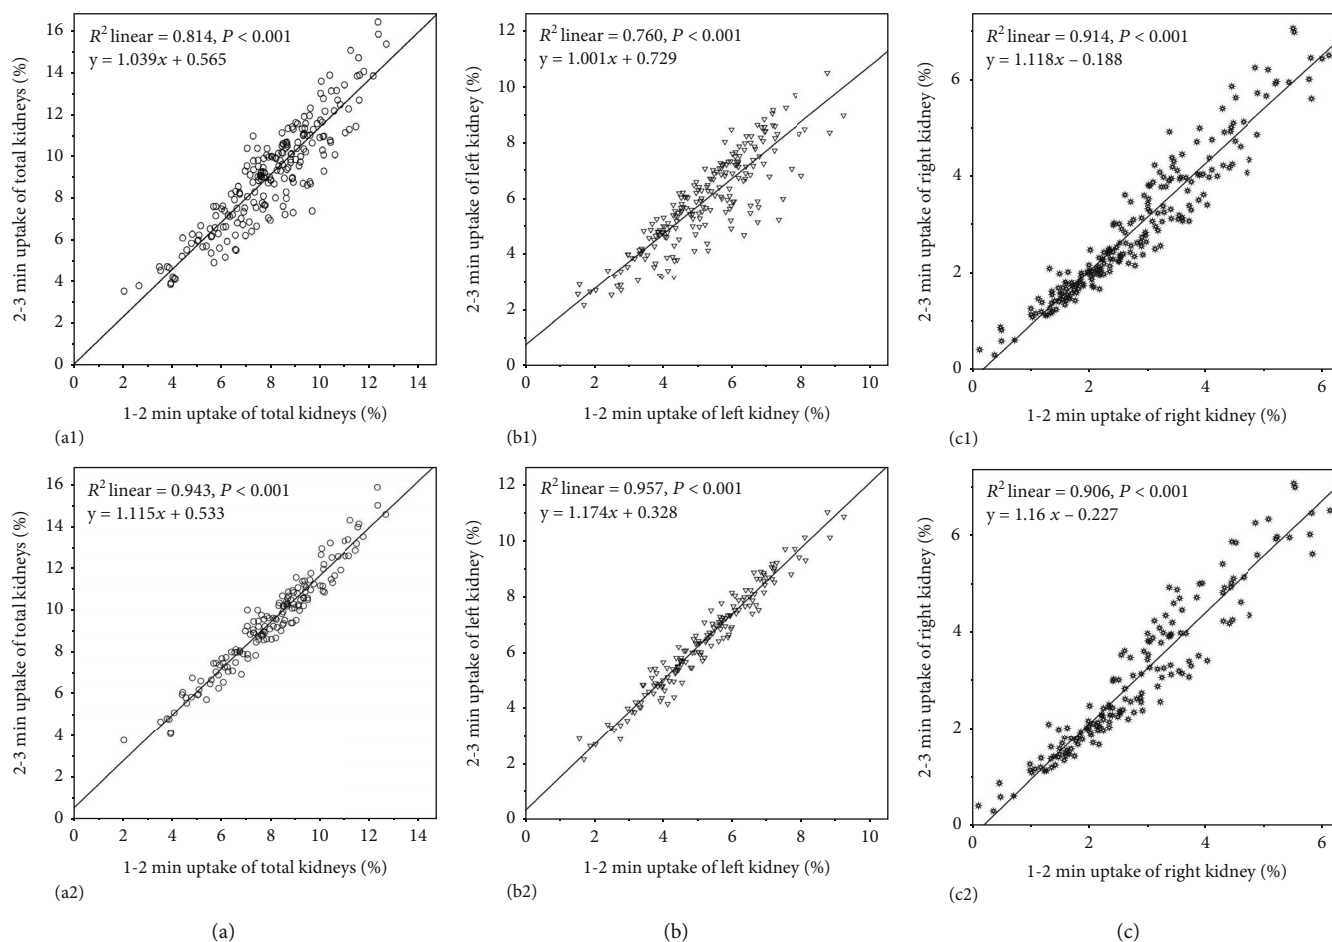 R² linear = 0.814, P < 001
y = 1.039x + 0.565
16
14
12
10
8
6
4
2
0
2-3 min uptake of total kidneys (%)
0 2 4 6 8 10 12 14
1-2 min uptake of total kidneys (%)
(a1)
R² linear = 0.760, P < 0.001
y = 1.001x + 0.729
12
10
8
6
4
2
0
2-3 min uptake of left kidney (%)
0 2 4 6 8 10
1-2 min uptake of left kidney (%)
(b1)
R² linear = 0.914, P < 0.001
y = 1.118x – 0.188
6
4
2
0
2-3 min uptake of right kidney (%)
0 2 4 6
1-2 min uptake of right kidney (%)
(c1)
R² linear = 0.943, P < 0.001
y = 1.115x + 0.533
16
14
12
10
8
6
4
2
0
2-3 min uptake of total kidneys (%)
0 2 4 6 8 10 12 14
1-2 min uptake of total kidneys (%)
(a2)
R² linear = 0.957, P < 0.001
y = 1.174x + 0.328
12
10
8
6
4
2
0
2-3 min uptake of left kidney (%)
0 2 4 6 8 10
1-2 min uptake of left kidney (%)
(b2)
R² linear = 0.906, P < 0.001
y = 1.16 x – 0.227
6
4
2
0
2-3 min uptake of right kidney (%)
0 2 4 6
1-2 min uptake of right kidney (%)
(c2)
(a)
(b)
(c)